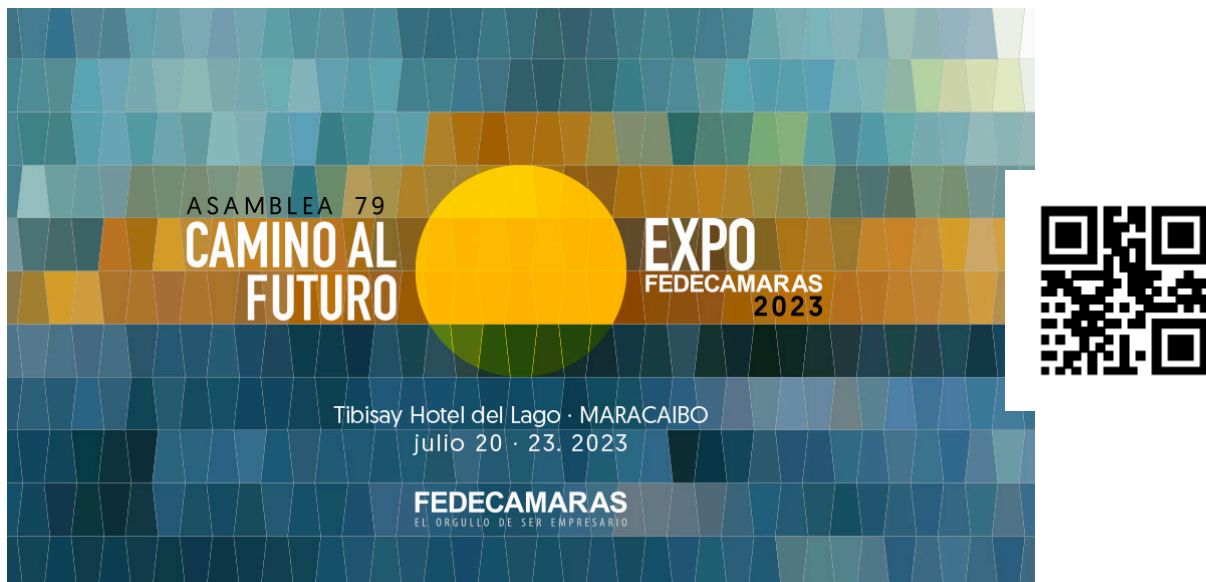 ASAMBLEA 79
CAMINO AL
FUTURO
EXPO
FEDECAMARAS
2023
Tibisay Hotel del Lago · MARACAIBO
julio 20 · 23. 2023
FEDECAMARAS
EL ORGULLO DE SER EMPRESARIO